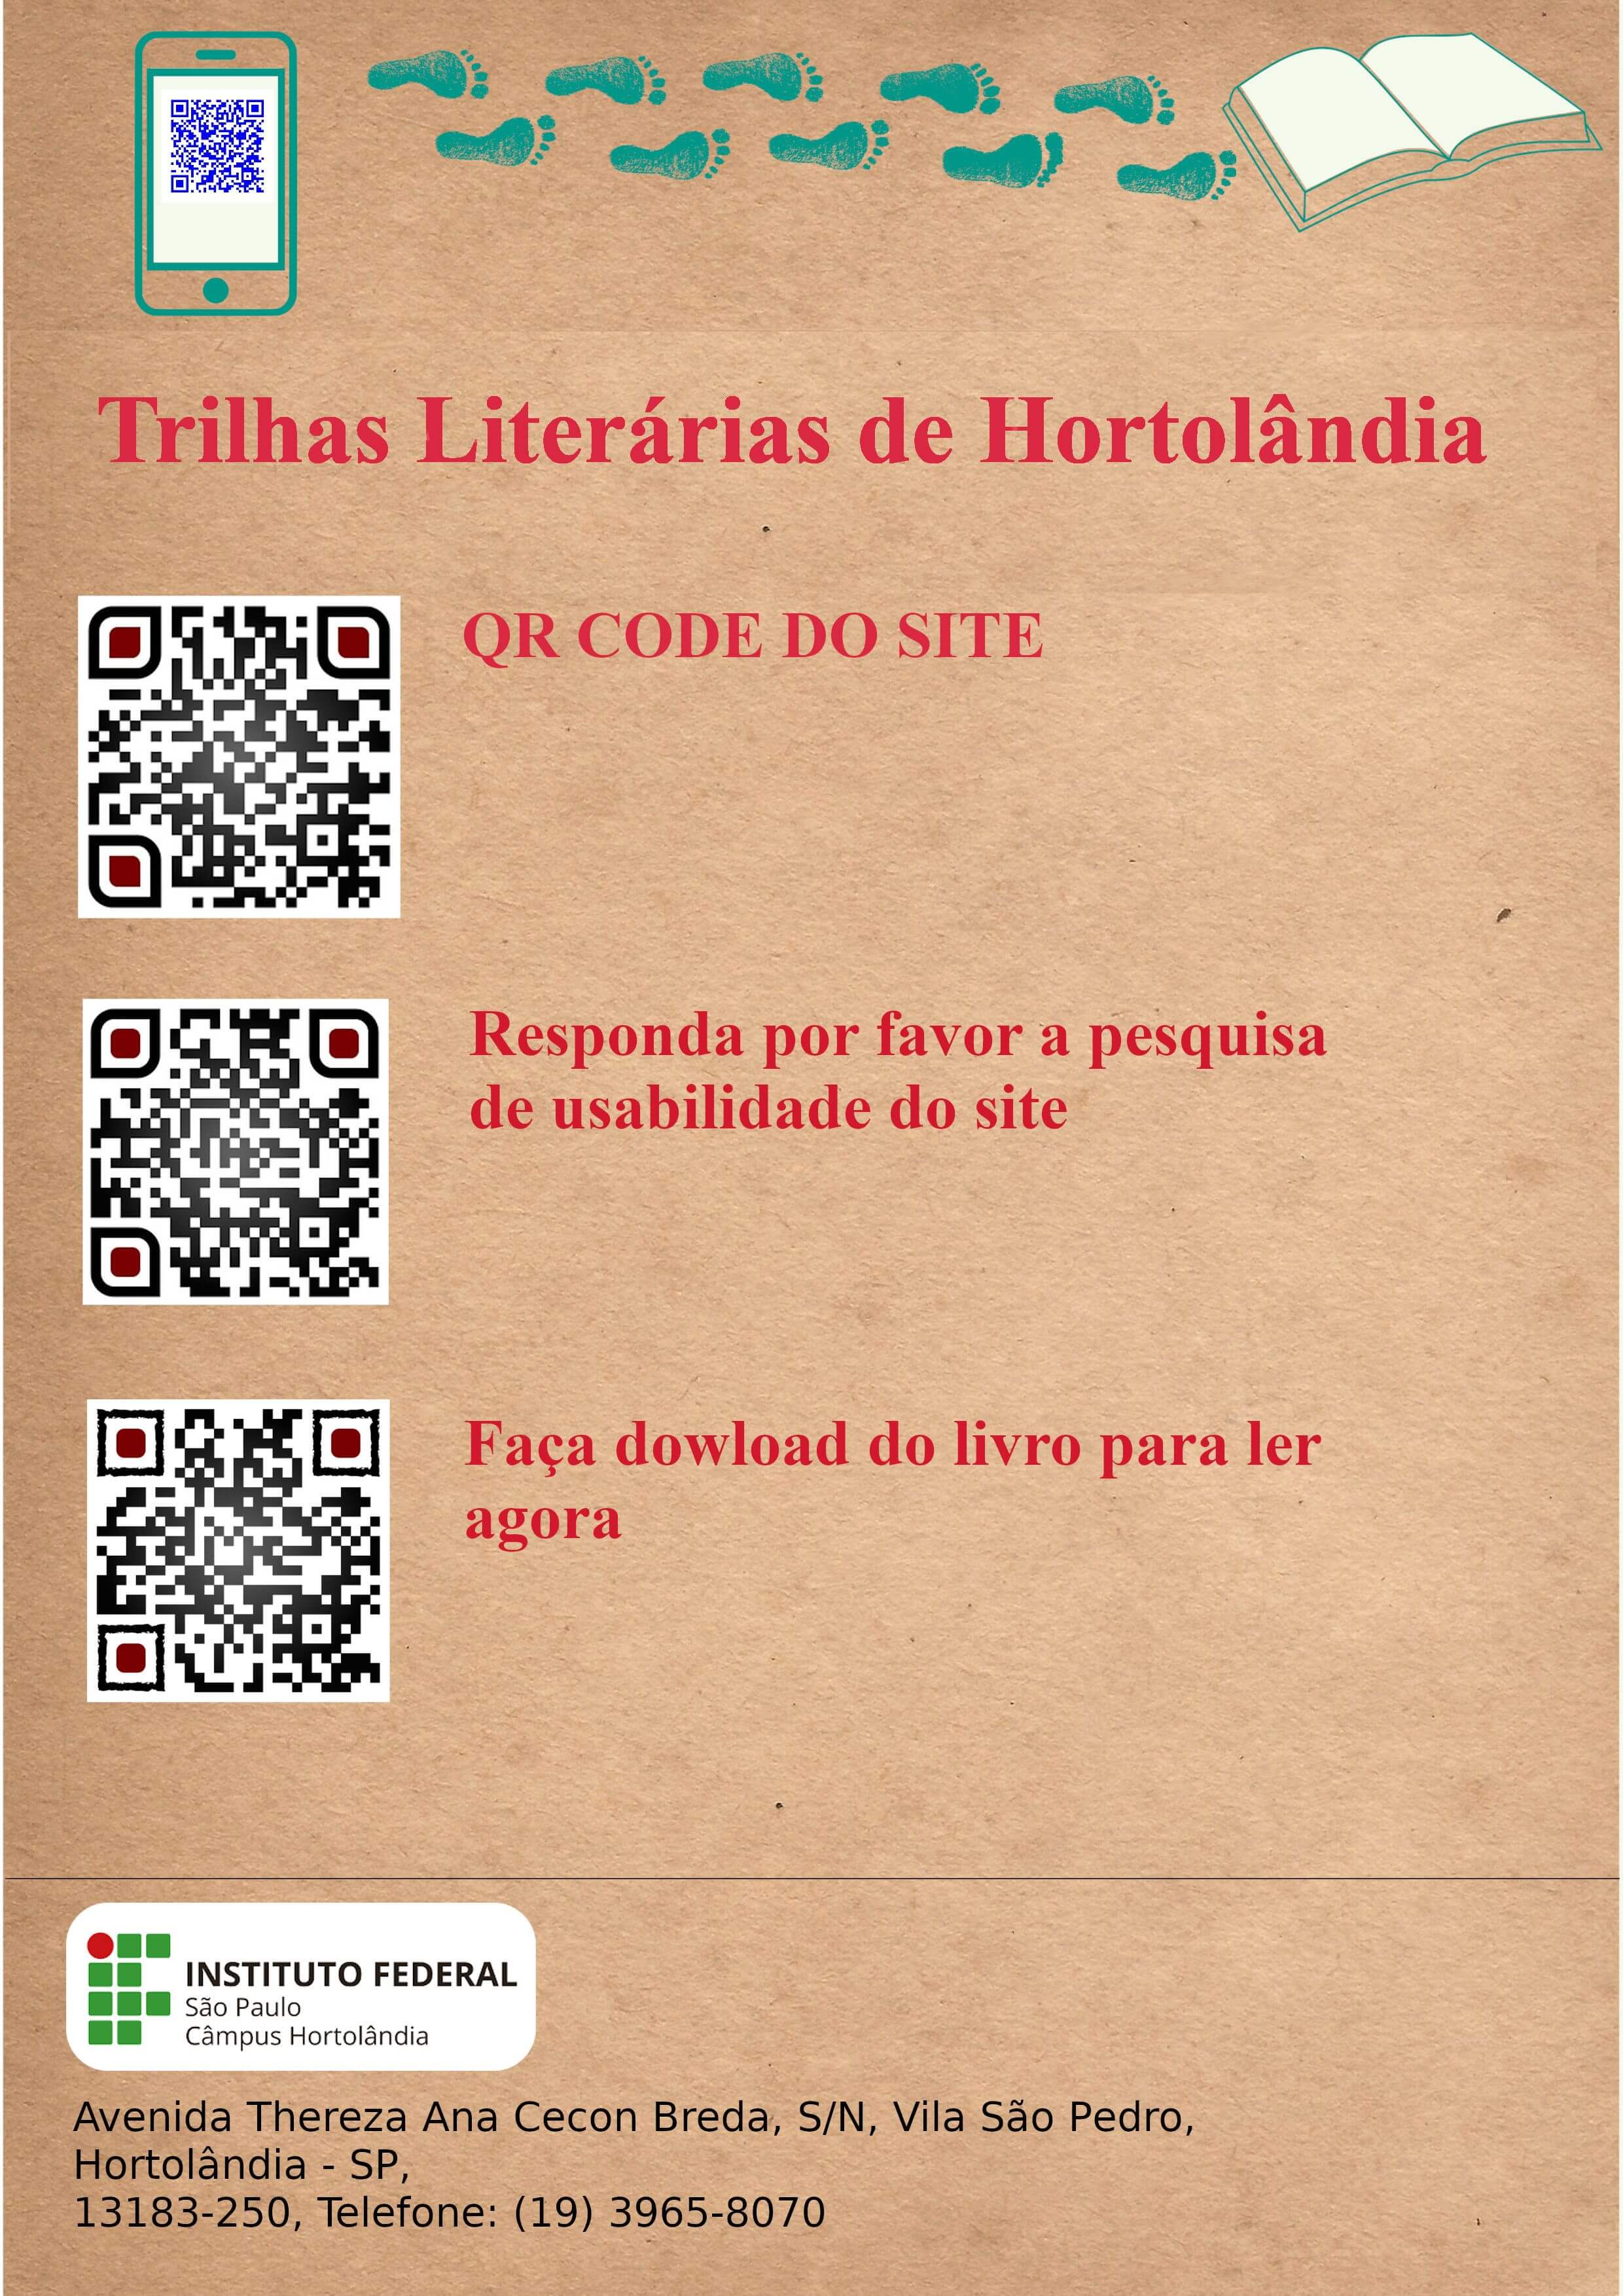 Trilhas Literárias de Hortolândia
QR CODE DO SITE
Responda por favor a pesquisa
de usabilidade do site
Faça dowload do livro para ler
agora
INSTITUTO FEDERAL
São Paulo
Câmpus Hortolândia
Avenida Thereza Ana Cecon Breda, S/N, Vila São Pedro,
Hortolândia - SP,
13183-250, Telefone: (19) 3965-8070